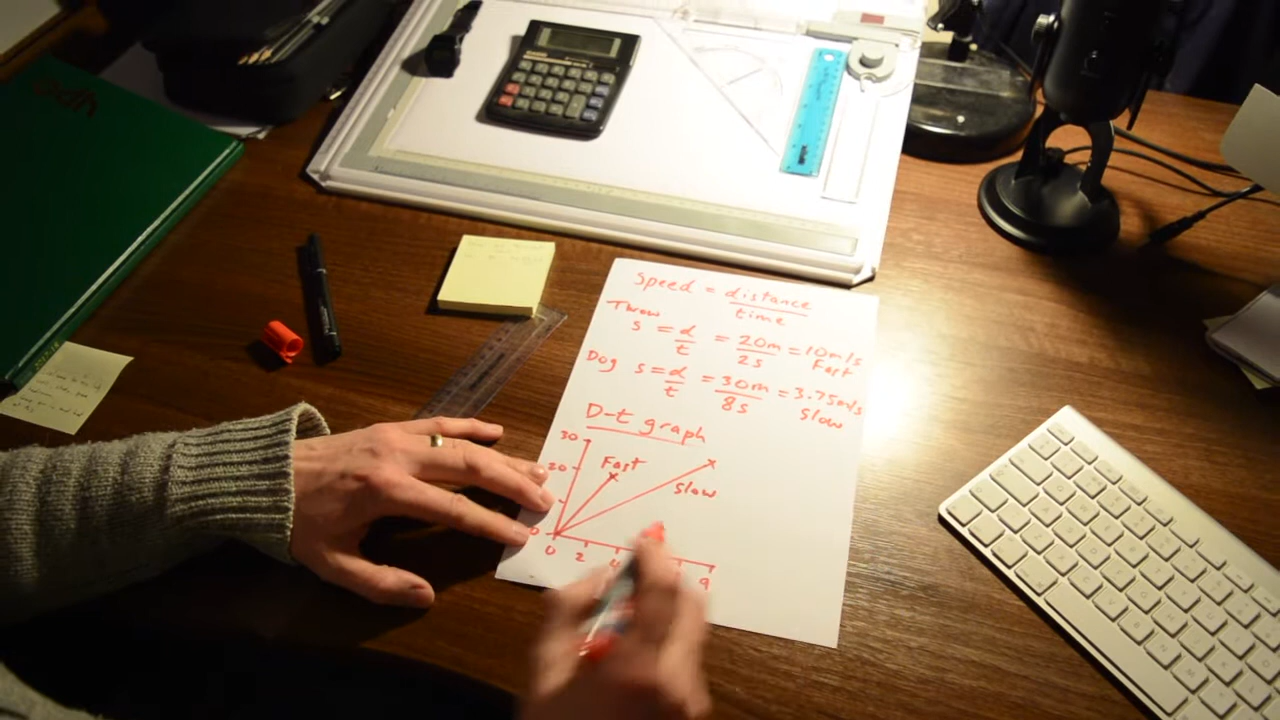 Speed = distance
time
Throw
s = d = 20m = 10m/s
t 2s Fast
Dog s = d = 30m = 3.75m/s
t 8s Slow
D-t graph
30
20 Fast
Slow
0
0 2 4 9